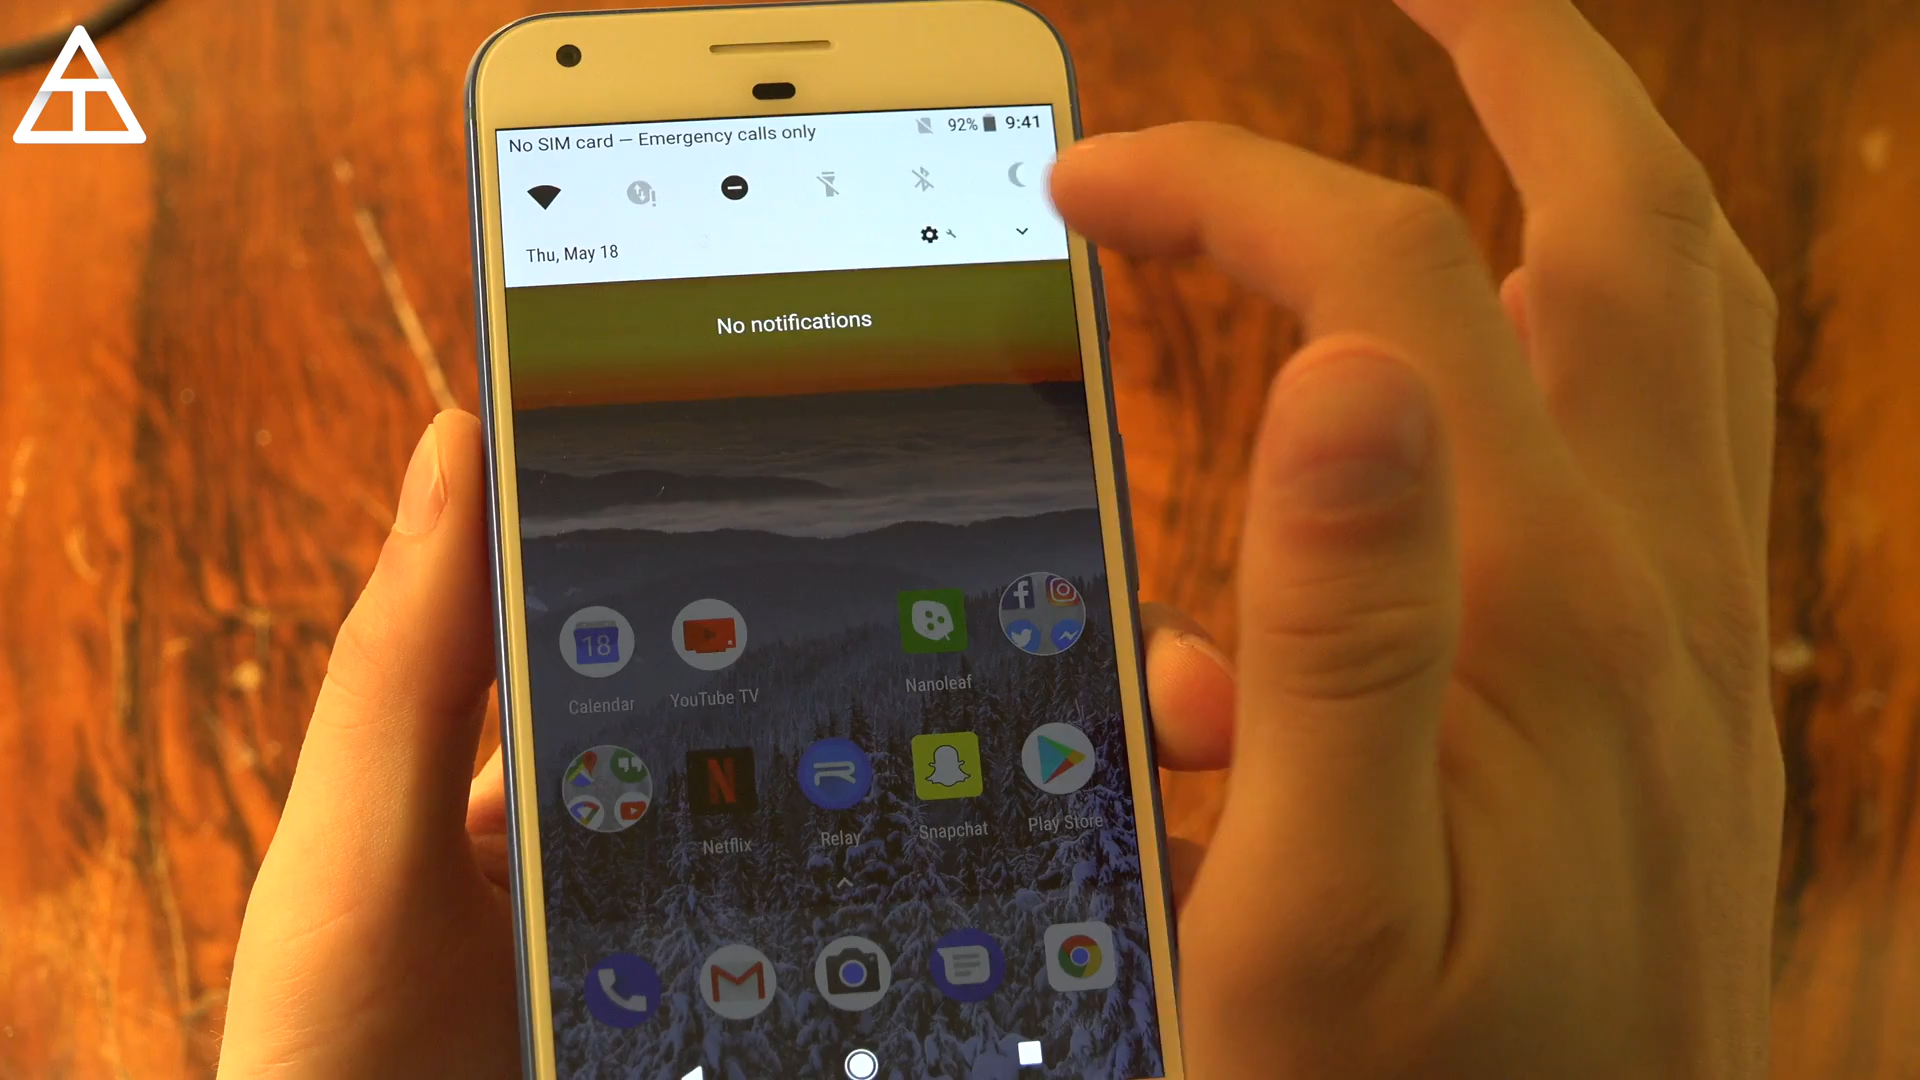 No SIM card — Emergency calls only
92% 9:41
Thu, May 18
No notifications
18
Calendar
YouTube TV
Nanoleaf
Netflix
Relay
Snapchat
Play Store